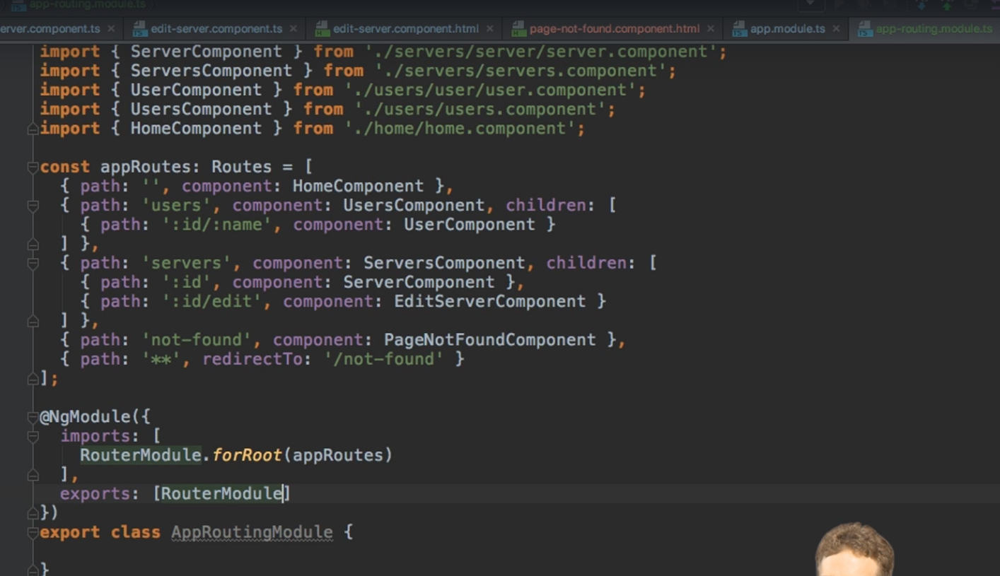 app-routing.module.ts
erver.component.ts × edit-server.component.ts × edit-server.component.html × page-not-found.component.html × app.module.ts × app-routing.module.ts
import { ServerComponent } from './servers/server/server.component';
import { ServersComponent } from './servers/servers.component';
import { UserComponent } from './users/user/user.component';
import { UsersComponent } from './users/users.component';
import { HomeComponent } from './home/home.component';
const appRoutes: Routes = [
{ path: '', component: HomeComponent },
{ path: 'users', component: UsersComponent, children: [
{ path: ':id/:name', component: UserComponent }
] },
{ path: 'servers', component: ServersComponent, children: [
{ path: ':id', component: ServerComponent },
{ path: ':id/edit', component: EditServerComponent }
] },
{ path: 'not-found', component: PageNotFoundComponent },
{ path: '**', redirectTo: '/not-found' }
];
@NgModule({
imports: [
RouterModule.forRoot(appRoutes)
],
exports: [RouterModule]
})
export class AppRoutingModule {
}